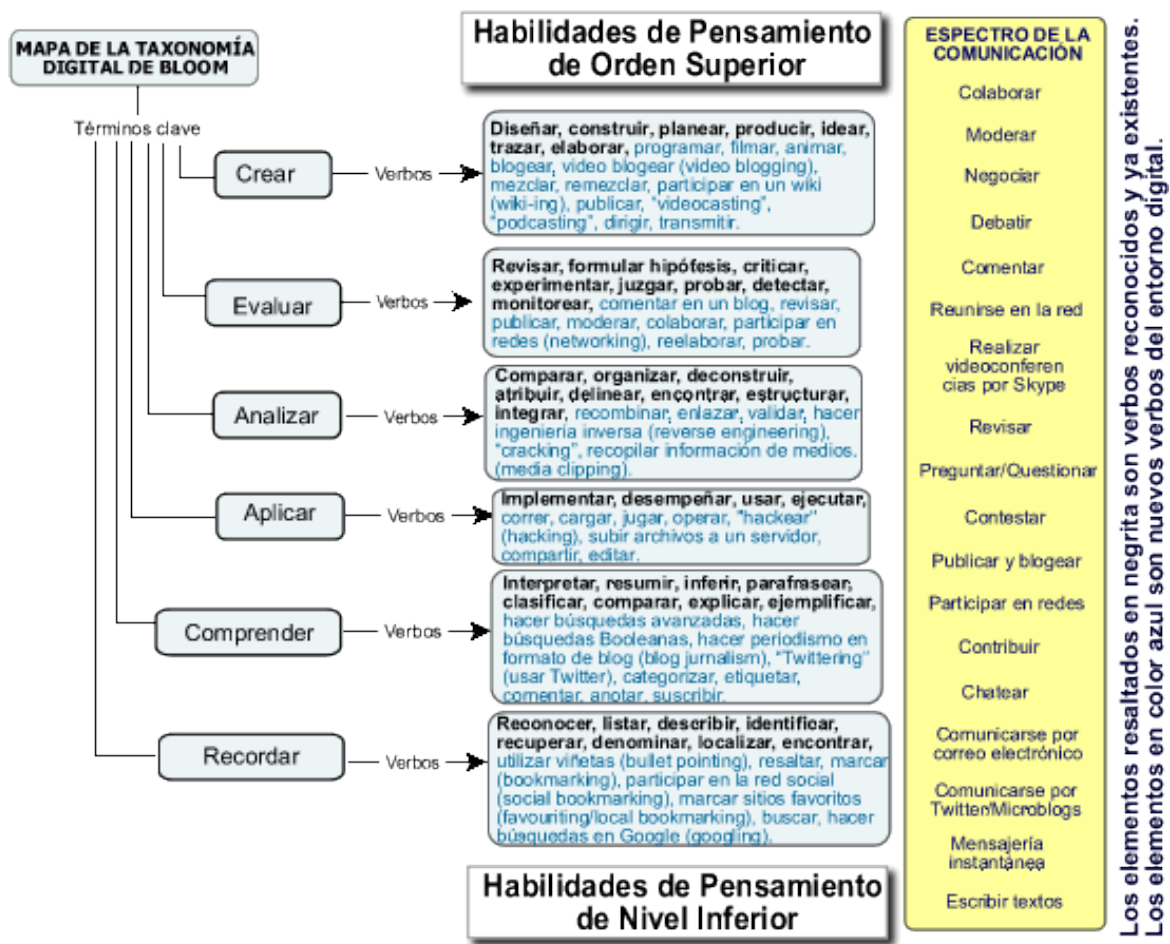 MAPA DE LA TAXONOMÍA
DIGITAL DE BLOOM
Términos clave
Habilidades de Pensamiento
de Orden Superior
Crear
Verbos
Diseñar, construir, planear, producir, idear,
trazar, elaborar, programar, filmar, animar,
blogear, video blogear (video blogging),
mezclar, remezclar, participar en un wiki
(wiki-ing), publicar, "videocasting",
"podcasting", dirigir, transmitir.
Evaluar
Verbos
Revisar, formular hipófesis, criticar,
experimentar, juzgar, probar, detectar,
monitorear, comentar en un blog, revisar,
publicar, moderar, colaborar, participar en
redes (networking), reelaborar, probar.
Analizar
Verbos
Comparar, organizar, deconstruir,
atribuir, delinear, encontrar, estructurar,
integrar, recombinar, enlazar, validar, hacer
ingeniería inversa (reverse engineering),
"cracking", recopilar información de medios.
(media clipping).
Aplicar
Verbos
Implementar, desempeñar, usar, ejecutar,
correr, cargar, jugar, operar, "hackear"
(hacking), subir archivos a un servidor,
compartir, editar.
Comprender
Verbos
Interpretar, resumir, inferir, parafrasear,
clasificar, comparar, explicar, ejemplificar,
hacer búsquedas avanzadas, hacer
búsquedas Booleanas, hacer periodismo en
formato de blog (blog jurnalism), "Twittering"
(usar Twitter), categorizar, etiquetar,
comentar, anotar, suscribir.
Recordar
Verbos
Reconocer, listar, describir, identificar,
recuperar, denominar, localizar, encontrar,
utilizar viñetas (bullet pointing), resaltar, marcar
(bookmarking), participar en la red social
(social bookmarking), marcar sitios favoritos
(favouriting/local bookmarking), buscar, hacer
búsquedas en Google (googling).
Habilidades de Pensamiento
de Nivel Inferior
ESPECTRO DE LA
COMUNICACIÓN
Colaborar
Moderar
Negociar
Debatir
Comentar
Reunirse en la red
Realizar
videoconferen
cias por Skype
Revisar
Preguntar/Questionar
Contestar
Publicar y blogear
Participar en redes
Contribuir
Chatear
Comunicarse por
correo electrónico
Comunicarse por
Twitter/Microblogs
Mensajería
instantánea
Escribir textos
Los elementos resaltados en negrita son verbos reconocidos y ya existentes.
Los elementos en color azul son nuevos verbos del entorno digital.